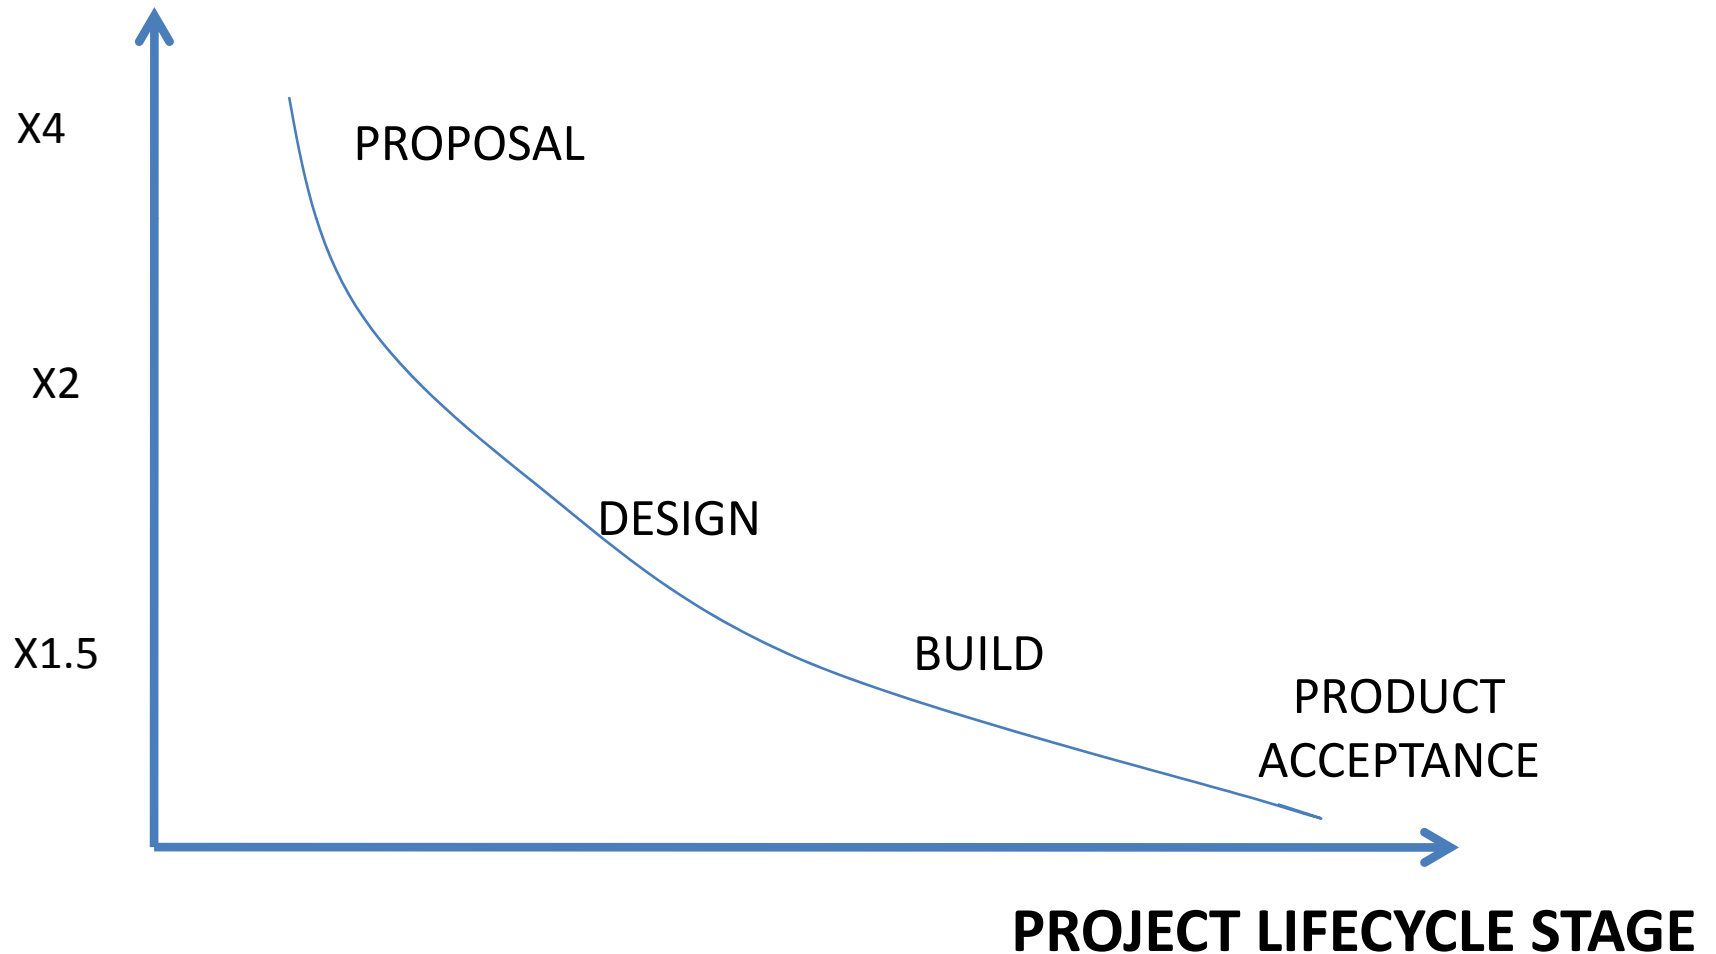 X4
PROPOSAL
X2
DESIGN
X1.5
BUILD
PRODUCT
ACCEPTANCE
PROJECT LIFECYCLE STAGE